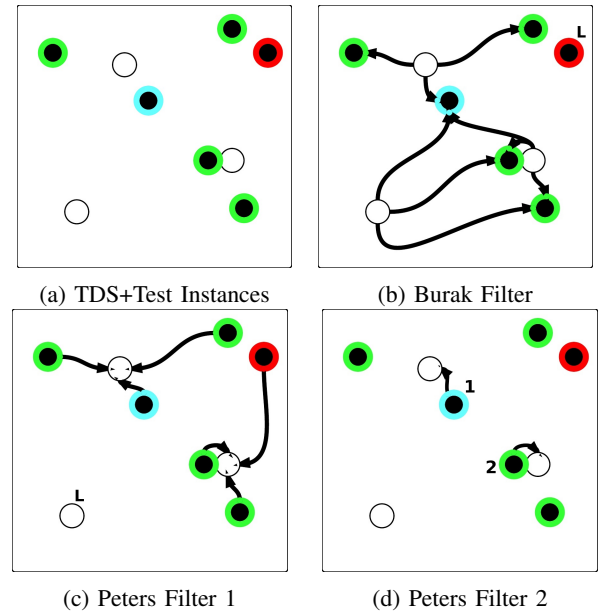 L
(a) TDS+Test Instances
(b) Burak Filter
1
2
L
(c) Peters Filter 1
(d) Peters Filter 2